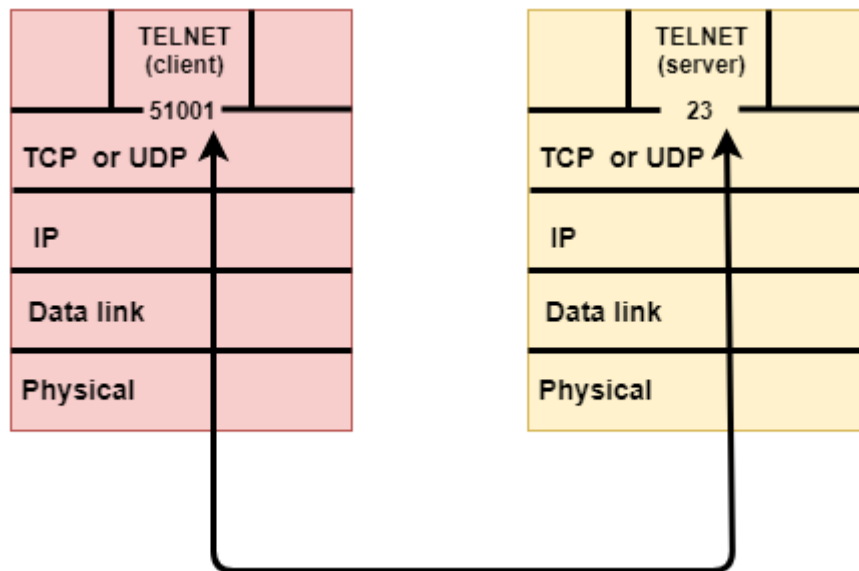 TELNET
(client)
51001
TCP or UDP
IP
Data link
Physical
TELNET
(server)
23
TCP or UDP
IP
Data link
Physical